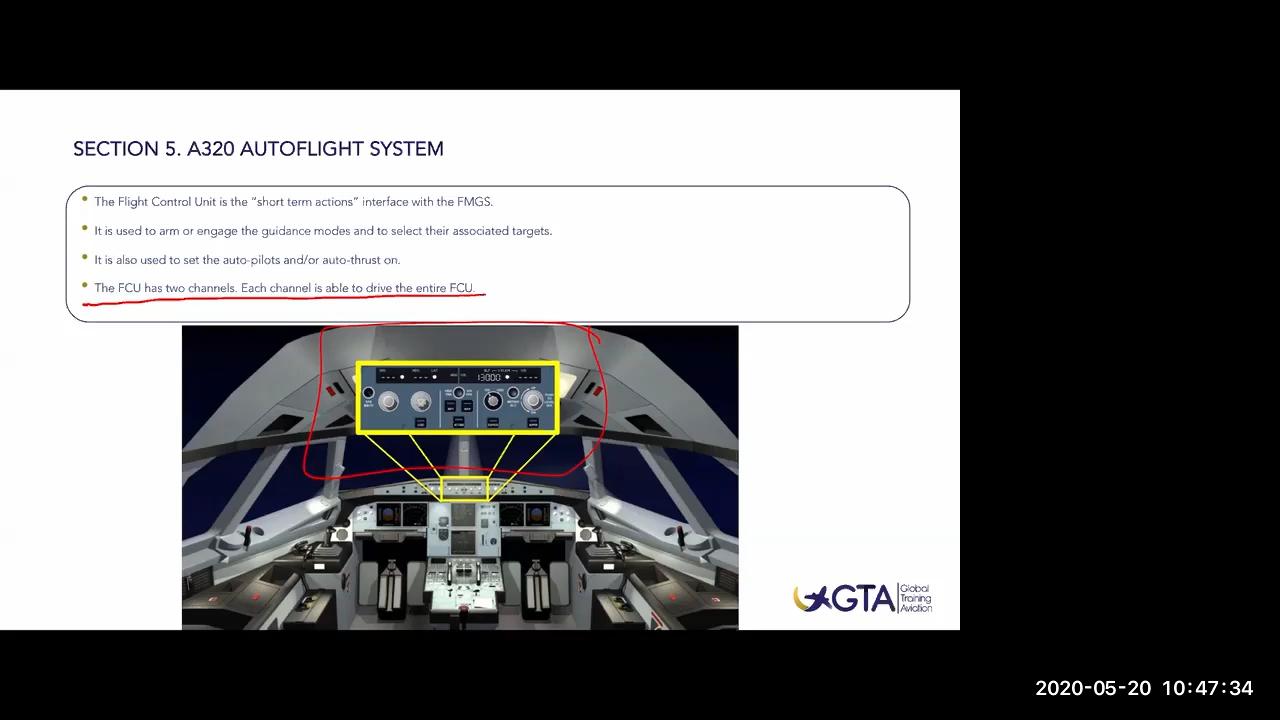 SECTION 5. A320 AUTOFLIGHT SYSTEM
The Flight Control Unit is the “short term actions” interface with the FMGS.
It is used to arm or engage the guidance modes and to select their associated targets.
It is also used to set the auto-pilots and/or auto-thrust on.
The FCU has two channels. Each channel is able to drive the entire FCU.
13000
GTA
Global
Training
Aviation
2020-05-20 10:47:34